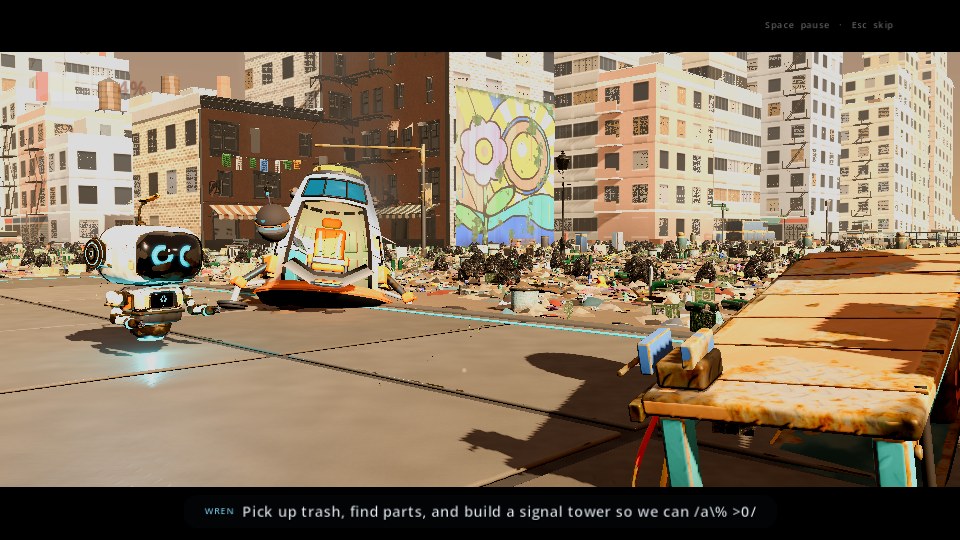 Space pause · Esc skip
WREN Pick up trash, find parts, and build a signal tower so we can /a\% >0/